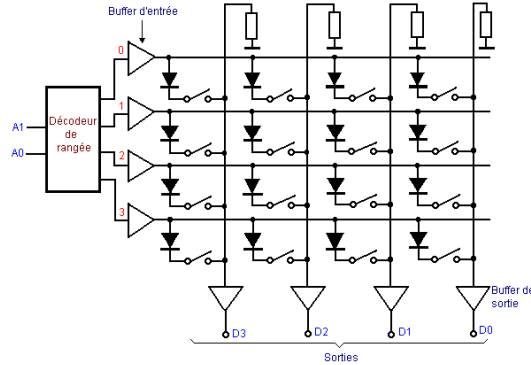 Buffer d'entrée
0
1
A1
Décodeur
de
rangée
A0
2
3
Buffer de
sortie
D3
D2
D1
D0
Sorties